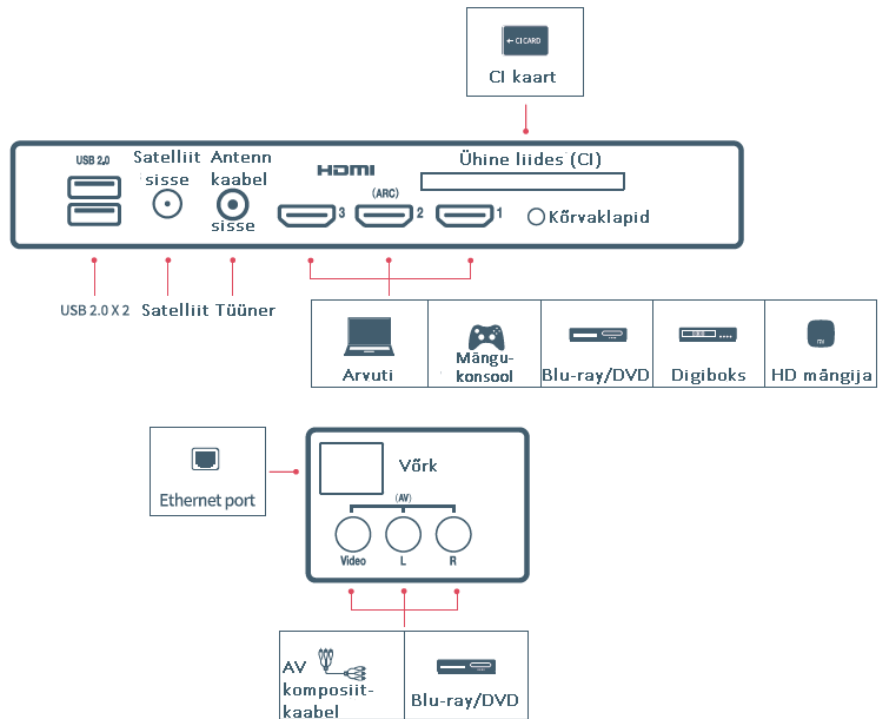 ← CI CARD
CI kaart
USB 2.0
Satelliit
sisse
Antenn
kaabel
sisse
HDMI
(ARC)
3
2
1
Ühine liides (CI)
Kõrvaklapid
USB 2.0 X 2
Satelliit
Tüüner
Arvuti
Mängu-
konsool
Blu-ray/DVD
Digiboks
HD mängija
Ethernet port
Võrk
(AV)
Video
L
R
AV
komposiit-
kaabel
Blu-ray/DVD